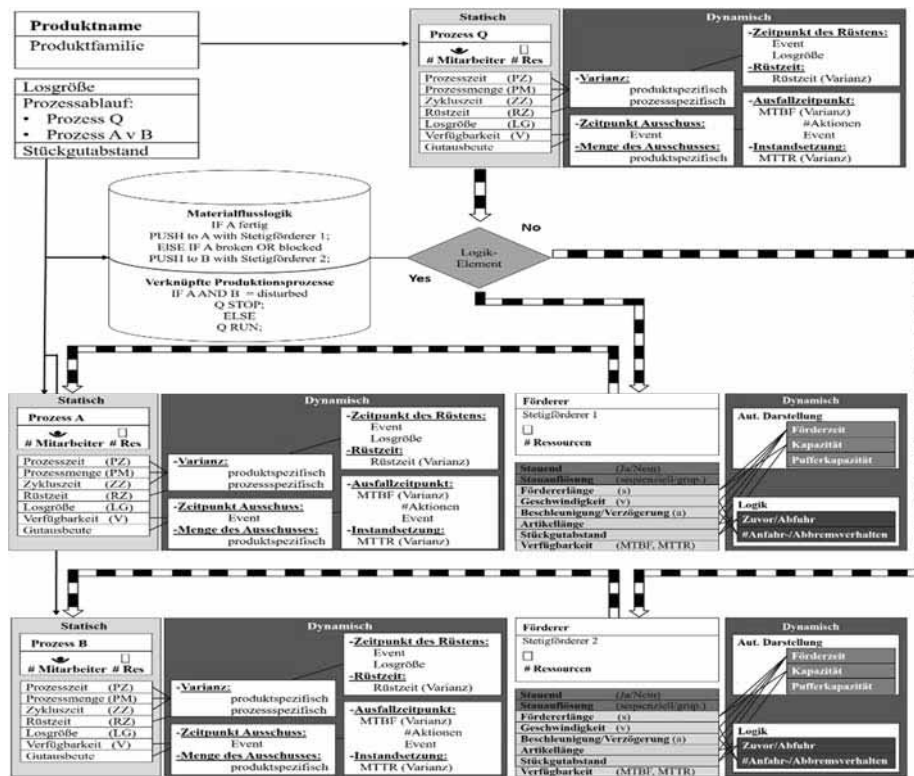 Produktname
Produktfamilie
Losgröße
Prozessablauf:
• Prozess Q
• Prozess A v B
Stückgutabstand
Statisch
Prozess Q
# Mitarbeiter # Res
Prozesszeit (PZ)
Prozessmenge (PM)
Zykluszeit (ZZ)
Rüstzeit (RZ)
Losgröße (LG)
Verfügbarkeit (V)
Gutausbeute
Dynamisch
-Varianz:
produktspezifisch
prozessspezifisch
-Zeitpunkt Ausschuss:
Event
-Menge des Ausschusses:
produktspezifisch
-Zeitpunkt des Rüstens:
Event
Losgröße
-Rüstzeit:
Rüstzeit (Varianz)
-Ausfallzeitpunkt:
MTBF (Varianz)
#Aktionen
Event
-Instandsetzung:
MTTR (Varianz)
Materialflusslogik
IF A fertig
PUSH to A with Stetigförderer 1;
ElSE IF A broken OR blocked
PUSH to B with Stetigförderer 2;
Verknüpfte Produktionsprozesse
IF A AND B = disturbed
Q STOP;
ELSE
Q RUN;
Logik-
Element
No
Yes
Statisch
Prozess A
# Mitarbeiter # Res
Prozesszeit (PZ)
Prozessmenge (PM)
Zykluszeit (ZZ)
Rüstzeit (RZ)
Losgröße (LG)
Verfügbarkeit (V)
Gutausbeute
Dynamisch
-Varianz:
produktspezifisch
prozessspezifisch
-Zeitpunkt Ausschuss:
Event
-Menge des Ausschusses:
produktspezifisch
-Zeitpunkt des Rüstens:
Event
Losgröße
-Rüstzeit:
Rüstzeit (Varianz)
-Ausfallzeitpunkt:
MTBF (Varianz)
#Aktionen
Event
-Instandsetzung:
MTTR (Varianz)
Förderer
Stetigförderer 1
# Ressourcen
Stauend (Ja/Nein)
Stauauflösung (sequenziell/grup.)
Fördererlänge (s)
Geschwindigkeit (v)
Beschleunigung/Verzögerung (a)
Artikellänge
Stückgutabstand
Verfügbarkeit (MTBF, MTTR)
Dynamisch
Aut. Darstellung
Förderzeit
Kapazität
Pufferkapazität
Logik
Zuvor/Abfuhr
#Anfahr-/Abbremsverhalten
Statisch
Prozess B
# Mitarbeiter # Res
Prozesszeit (PZ)
Prozessmenge (PM)
Zykluszeit (ZZ)
Rüstzeit (RZ)
Losgröße (LG)
Verfügbarkeit (V)
Gutausbeute
Dynamisch
-Varianz:
produktspezifisch
prozessspezifisch
-Zeitpunkt Ausschuss:
Event
-Menge des Ausschusses:
produktspezifisch
-Zeitpunkt des Rüstens:
Event
Losgröße
-Rüstzeit:
Rüstzeit (Varianz)
-Ausfallzeitpunkt:
MTBF (Varianz)
#Aktionen
Event
-Instandsetzung:
MTTR (Varianz)
Förderer
Stetigförderer 2
# Ressourcen
Stauend (Ja/Nein)
Stauauflösung (sequenziell/grup.)
Fördererlänge (s)
Geschwindigkeit (v)
Beschleunigung/Verzögerung (a)
Artikellänge
Stückgutabstand
Verfügbarkeit (MTBF, MTTR)
Dynamisch
Aut. Darstellung
Förderzeit
Kapazität
Pufferkapazität
Logik
Zuvor/Abfuhr
#Anfahr-/Abbremsverhalten